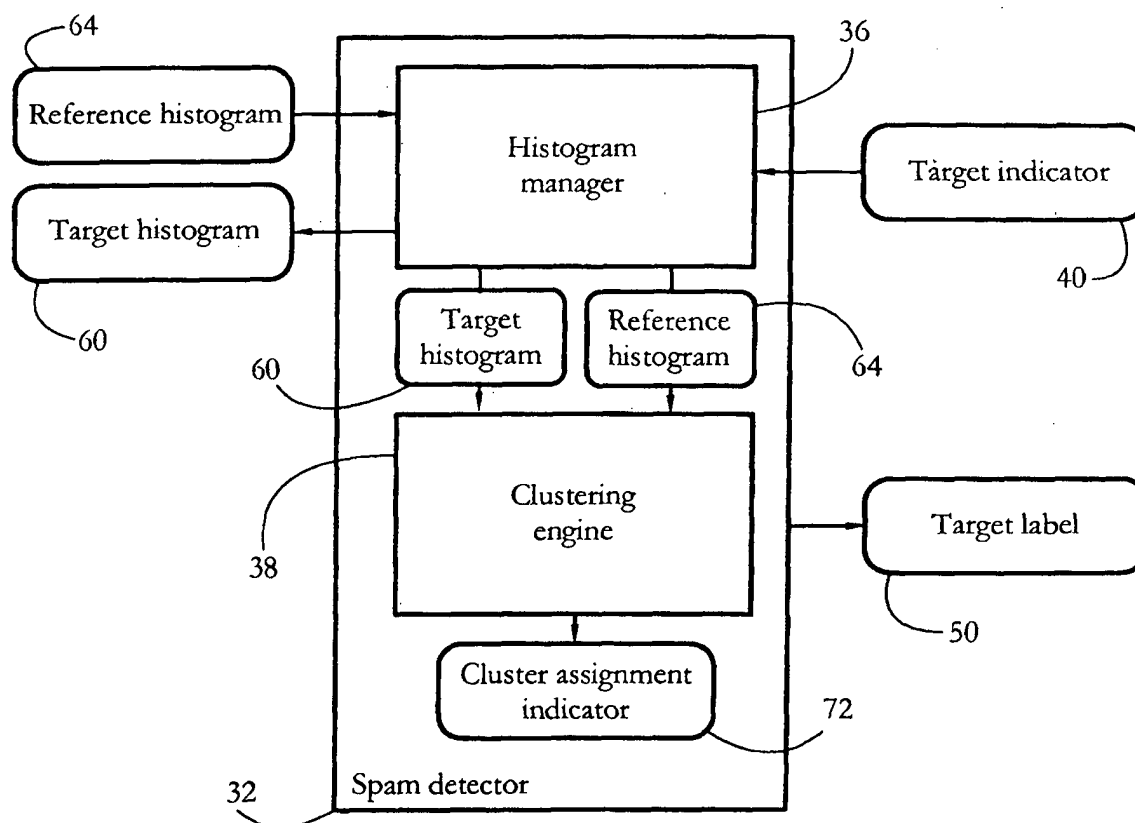 64
36
Reference histogram
Histogram
manager
Target indicator
Target histogram
40
60
Target
histogram
Reference
histogram
60
64
Clustering
engine
Target label
38
50
Cluster assignment
indicator
72
Spam detector
32